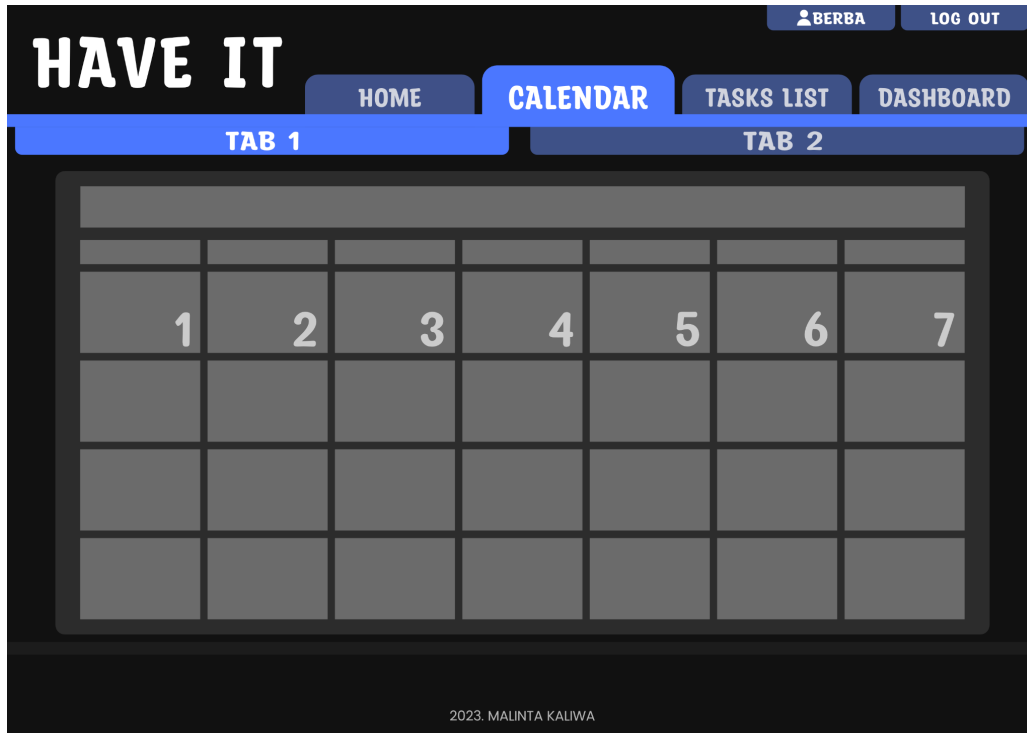 BERBA LOG OUT
HAVE IT
HOME CALENDAR TASKS LIST DASHBOARD
TAB 1 TAB 2
1 2 3 4 5 6 7
2023. MALINTA KALIWA